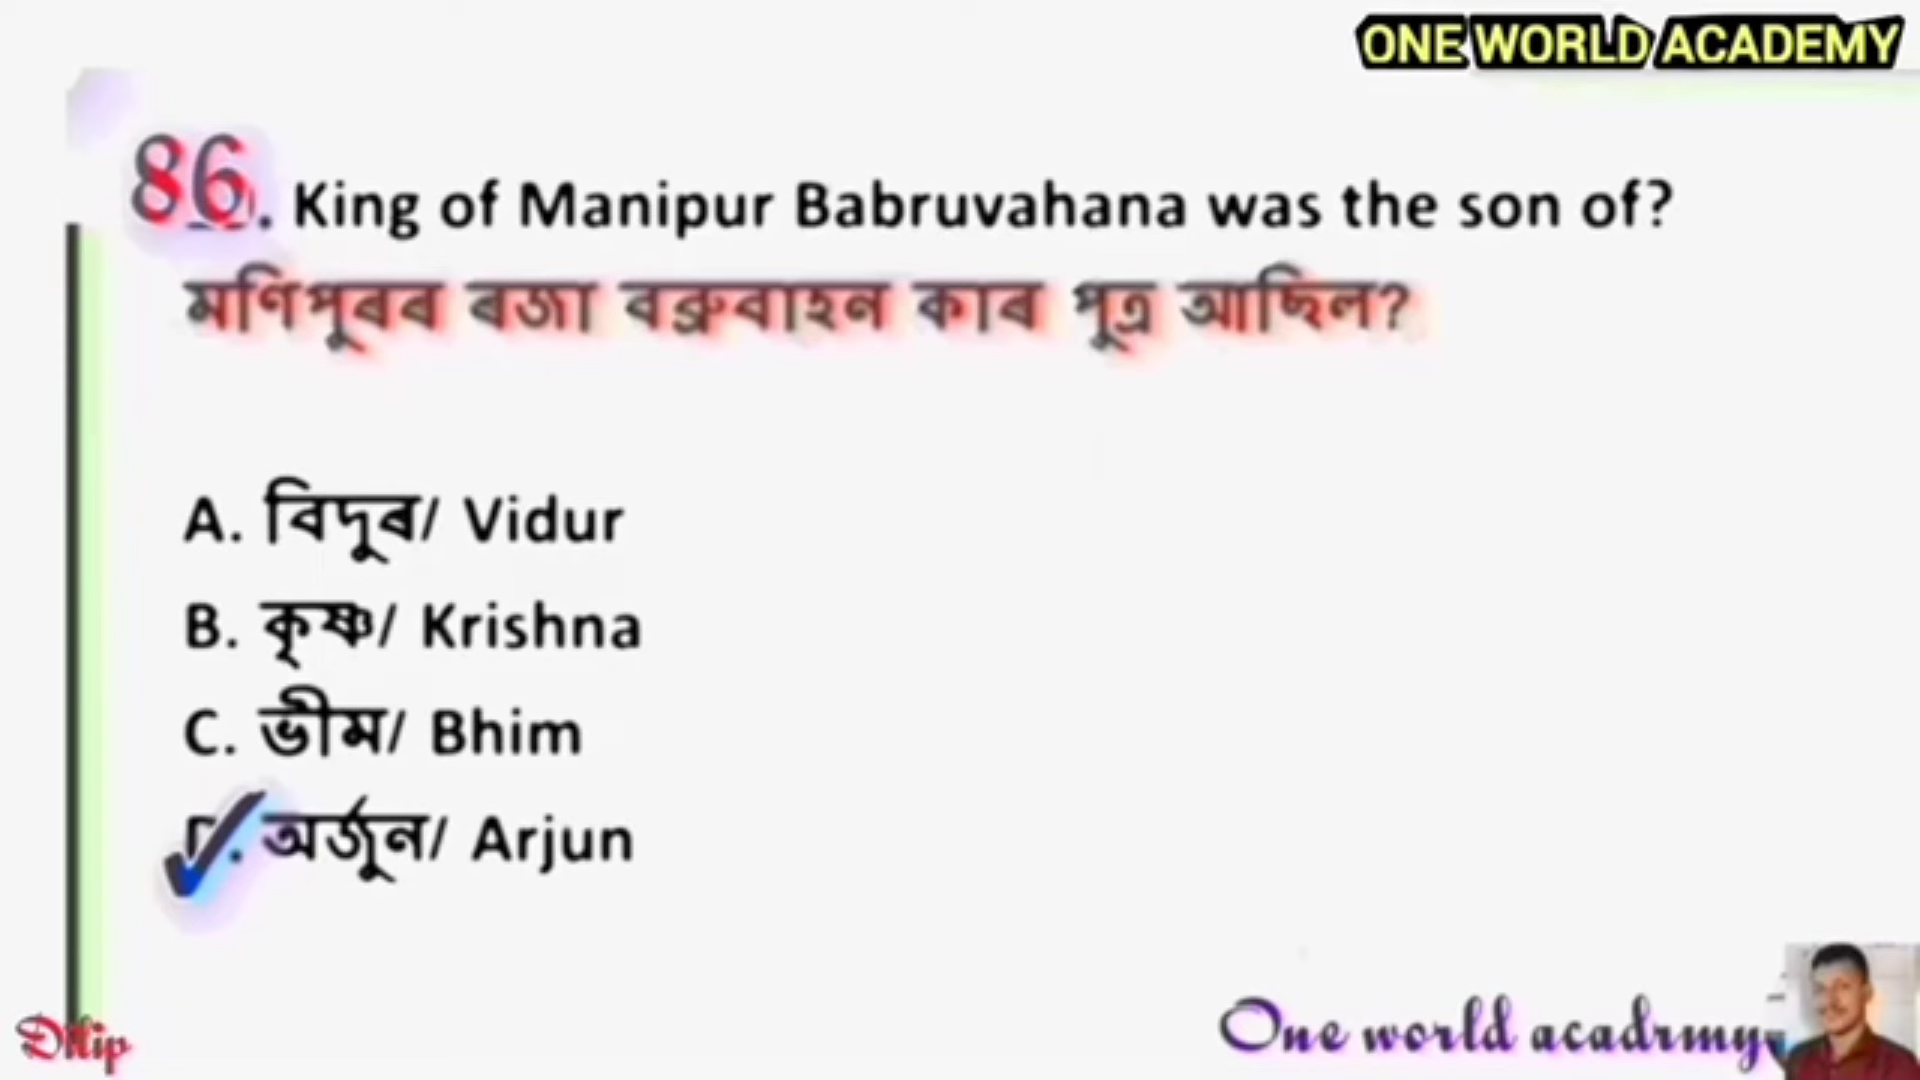 ONE WORLD ACADEMY
86. King of Manipur Babruvahana was the son of?
মণিপুৰৰ ৰজা বব্ৰুবাহন কাৰ পুত্ৰ আছিল?
A. বিদুৰ/ Vidur
B. কৃষ্ণ/ Krishna
C. ভীম/ Bhim
D. অৰ্জুন/ Arjun
Dilip
One world acadrmy